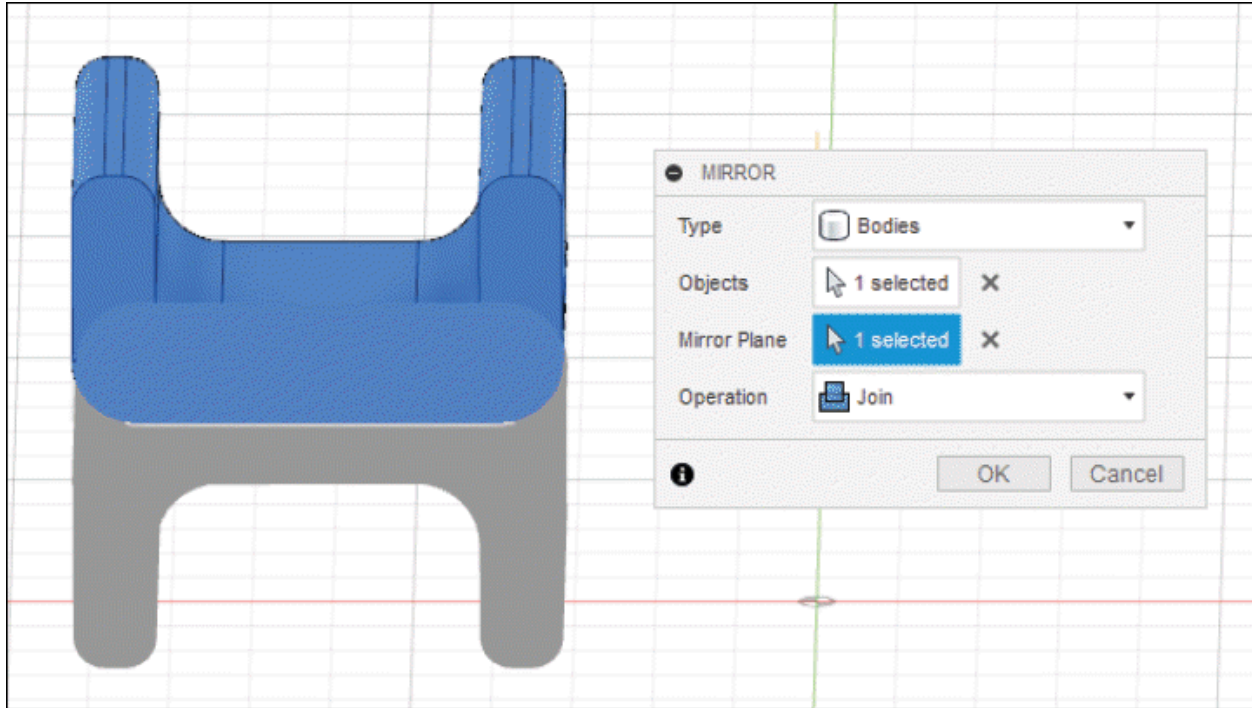 MIRROR
Type Bodies
Objects 1 selected
Mirror Plane 1 selected
Operation Join
OK Cancel